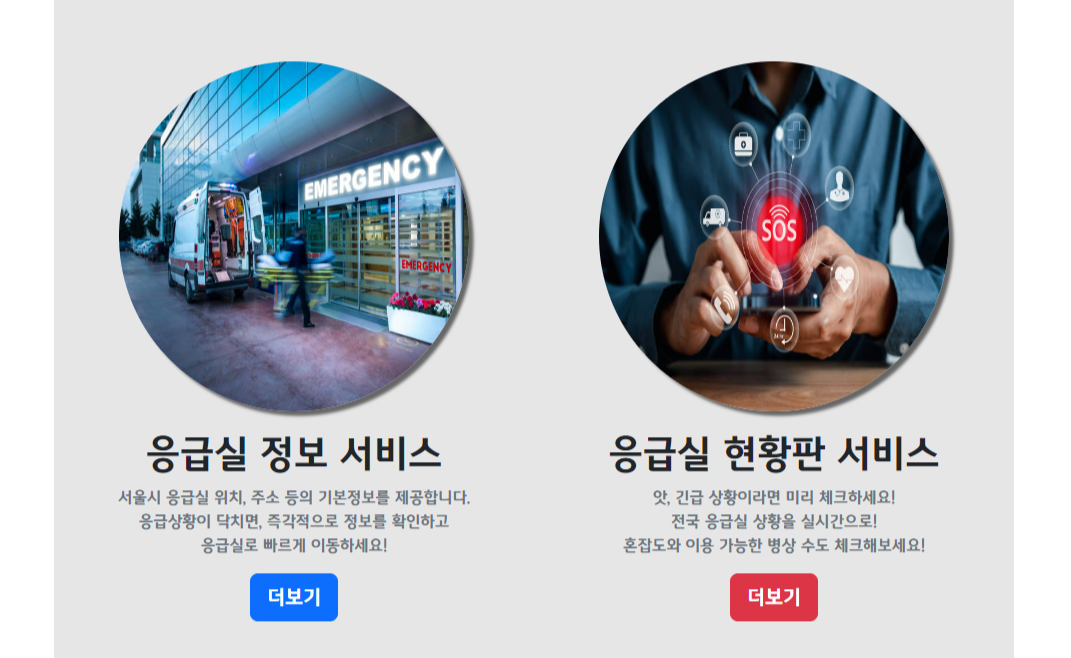 EMERGENCY
EMERGENCY
SOS
24 hr
응급실 정보 서비스
서울시 응급실 위치, 주소 등의 기본정보를 제공합니다.
응급상황이 닥치면, 즉각적으로 정보를 확인하고
응급실로 빠르게 이동하세요!
더보기
응급실 현황판 서비스
앗, 긴급 상황이라면 미리 체크하세요!
전국 응급실 상황을 실시간으로!
혼잡도와 이용 가능한 병상 수도 체크해보세요!
더보기